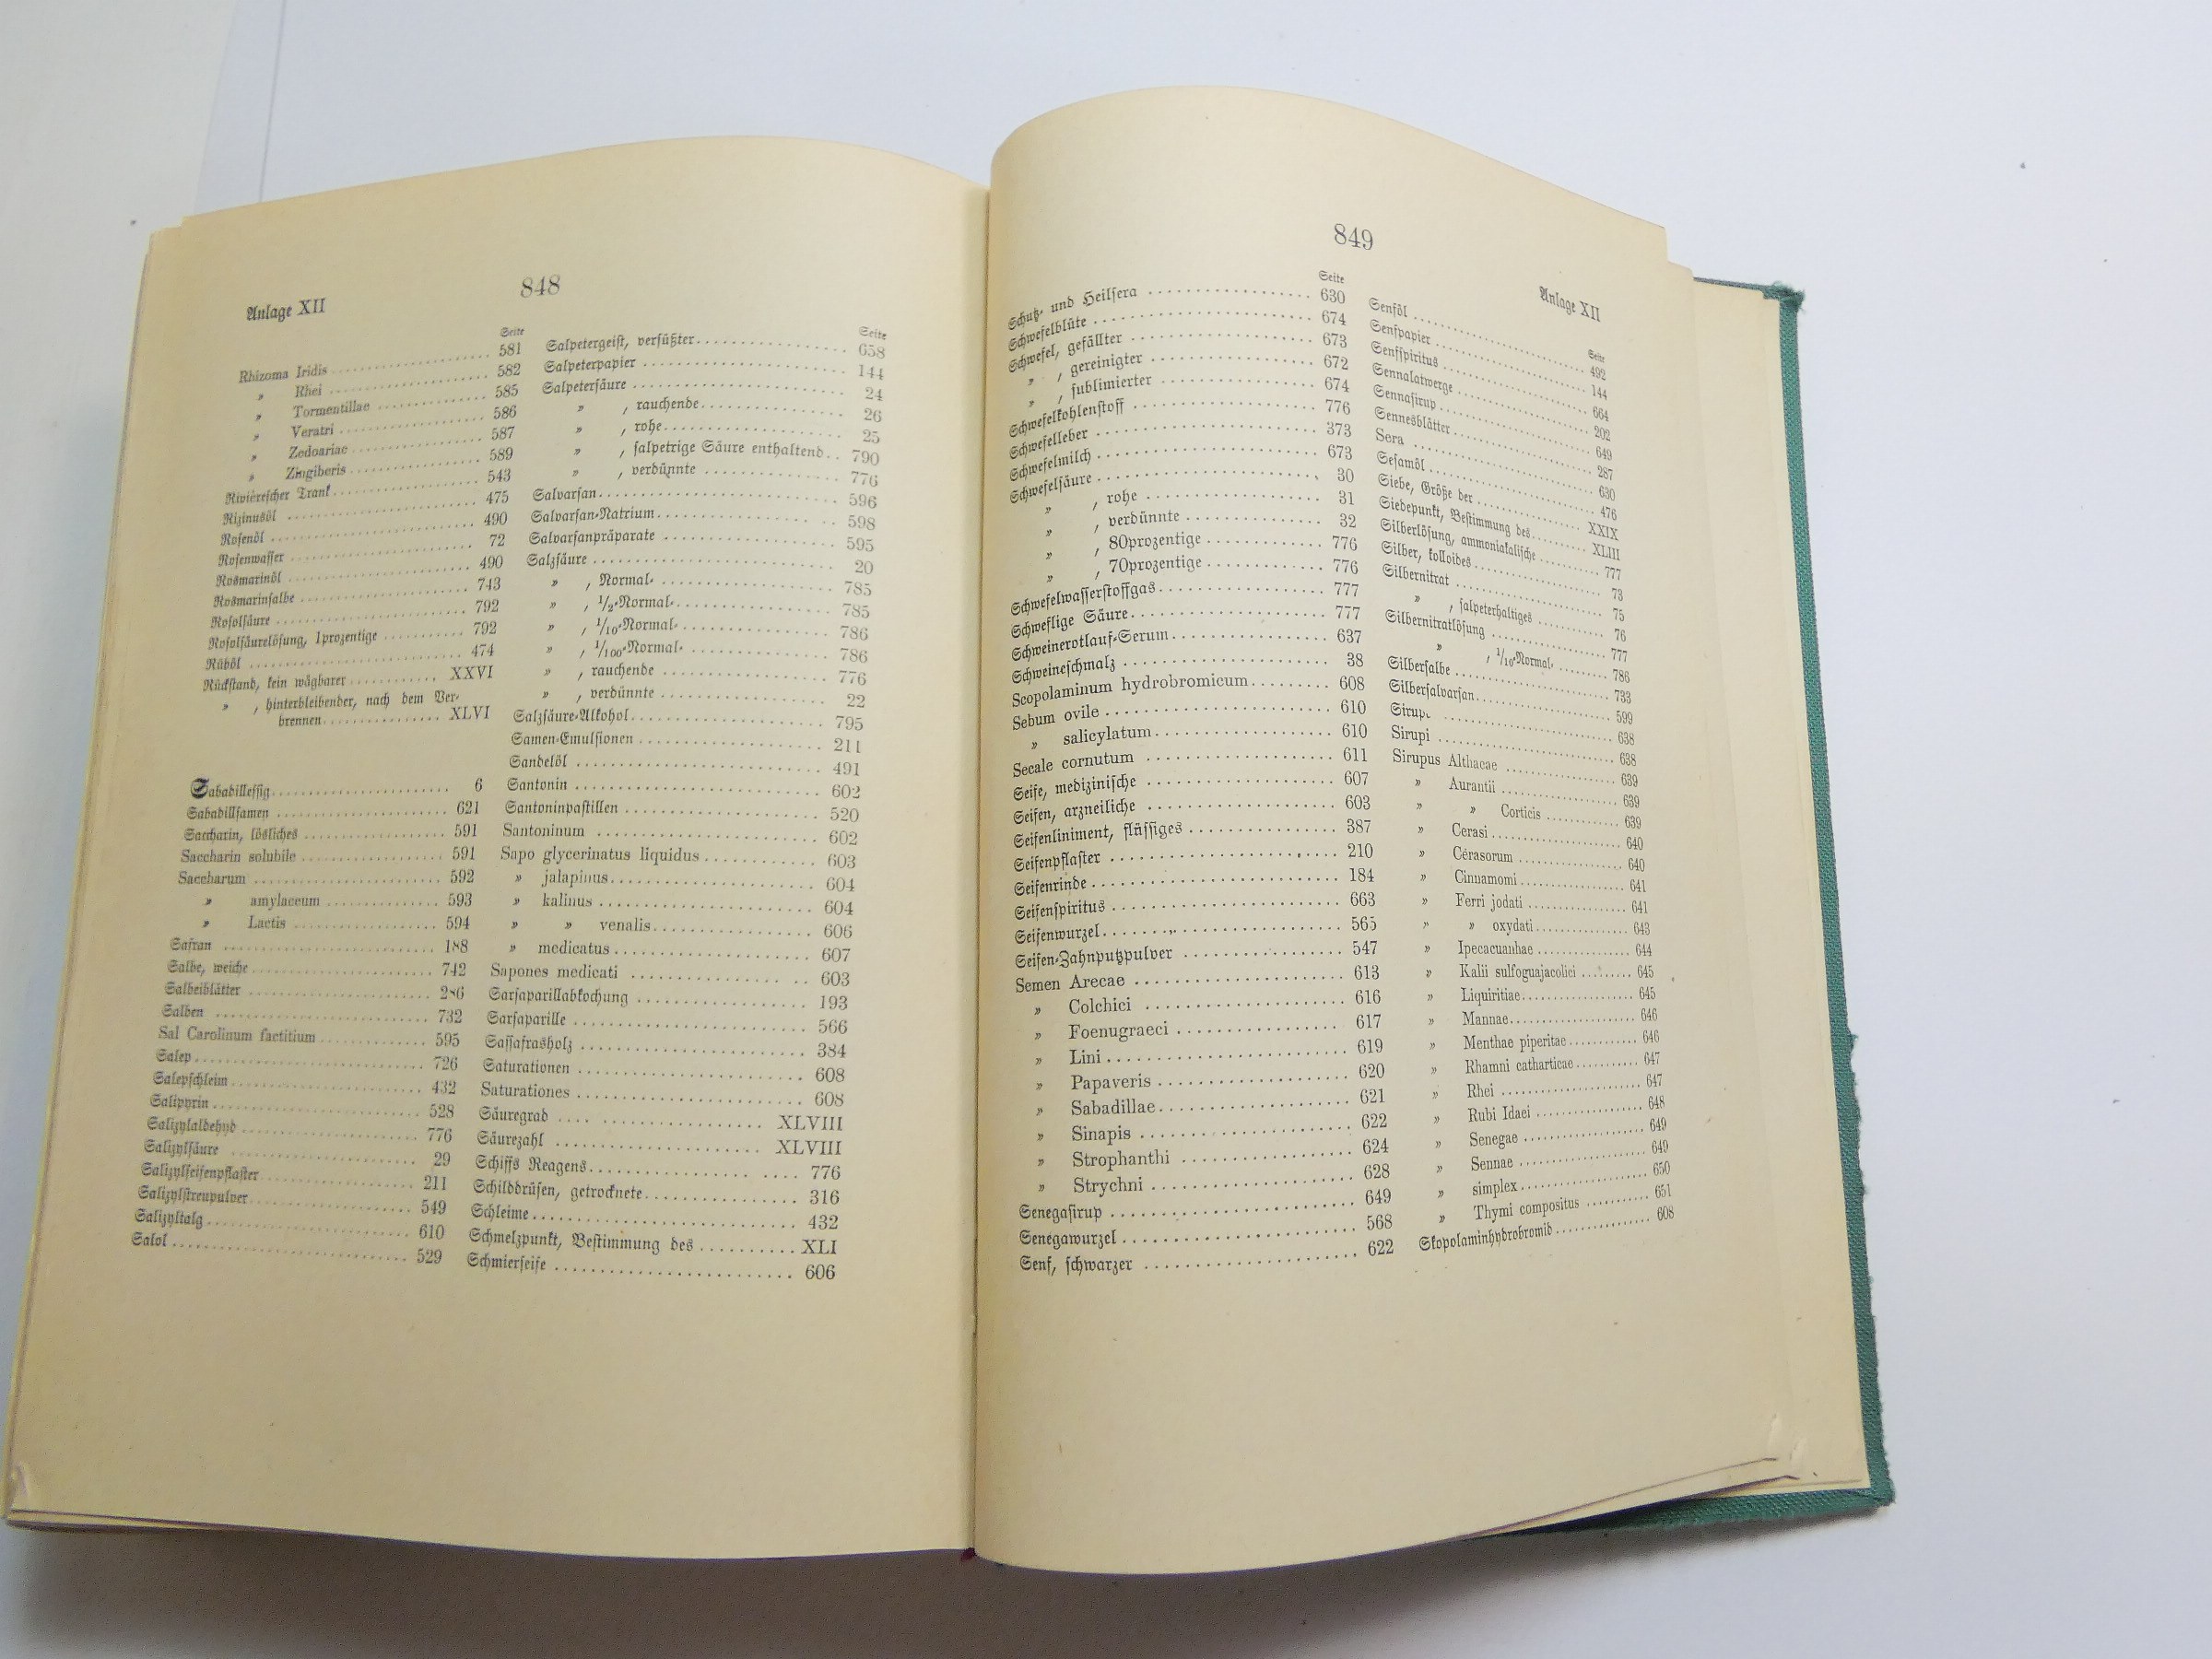 848
Anlage XII
Seite
Rhizoma Iridis 581
" Rhei 582
" Tormentillae 585
" Veratri 586
" Zedoariae 587
" Zingiberis 589
Rivièrescher Trank 543
Rizinusöl 475
Rosenöl 490
Rosenwasser 72
Rosmarinöl 490
Rosmarinsalbe 743
Rosolsäure 792
Rosolsäurelösung, 1prozentige 792
Rüböl 474
Rückstand, kein wägbarer XXVI
" , hinterbleibender, nach dem Ver-
brennen XLVI
Sabadillessig 6
Sabadillsamen 621
Saccharin, lösliches 591
Saccharin solubile 591
Saccharum 592
" amylaceum 593
" Lactis 594
Safran 188
Salbe, weiche 742
Salbeiblätter 286
Salben 732
Sal Carolinum factitium 595
Salep 726
Salepschleim 432
Salipyrin 528
Salizylaldehyd 776
Salizylsäure 29
Salizylseifenpflaster 211
Salizylstreupulver 549
Salizyltalg 610
Salol 529
Seite
Salpetergeist, versüßter 658
Salpeterpapier 144
Salpetersäure 24
" , rauchende 26
" , rohe 25
" , salpetrige Säure enthaltend 790
" , verdünnte 776
Salvarsan 596
Salvarsan-Natrium 598
Salvarsanpräparate 595
Salzsäure 20
" , Normal- 785
" , 1/2-Normal- 785
" , 1/10-Normal- 786
" , 1/100-Normal- 786
" , rauchende 776
" , verdünnte 22
Salzsäure-Alkohol 795
Samen-Emulsionen 211
Sandelöl 491
Santonin 602
Santoninpastillen 520
Santoninum 602
Sapo glycerinatus liquidus 603
" jalapinus 604
" kalinus 604
" " venalis 606
" medicatus 607
Sapones medicati 603
Sarsaparillabkochung 193
Sarsaparille 566
Sassafrasholz 384
Saturationen 608
Saturationes 608
Säuregrad XLVIII
Säurezahl XLVIII
Schiffs Reagens 776
Schilddrüsen, getrocknete 316
Schleime 432
Schmelzpunkt, Bestimmung des XLI
Schmierseife 606
849
Anlage XII
Seite
Schutz- und Heilsera 630
Schwefelblüte 674
Schwefel, gefällter 673
" , gereinigter 672
" , sublimierter 674
Schwefelkohlenstoff 776
Schwefelleber 373
Schwefelmilch 673
Schwefelsäure 30
" , rohe 31
" , verdünnte 32
" , 80prozentige 776
" , 70prozentige 776
Schwefelwasserstoffgas 777
Schweflige Säure 777
Schweinerotlauf-Serum 637
Schweineschmalz 38
Scopolaminum hydrobromicum 608
Sebum ovile 610
" salicylatum 610
Secale cornutum 611
Seife, medizinische 607
Seifen, arzneiliche 603
Seifenliniment, flüssiges 387
Seifenpflaster 210
Seifenrinde 184
Seifenspiritus 663
Seifenwurzel 565
Seifen-Zahnputzpulver 547
Semen Arecae 613
" Colchici 616
" Foenugraeci 617
" Lini 619
" Papaveris 620
" Sabadillae 621
" Sinapis 622
" Strophanthi 624
" Strychni 628
Senegasirup 649
Senegawurzel 568
Senf, schwarzer 622
Seite
Senföl 492
Senfpapier 144
Senfspiritus 664
Sennalatwerge 202
Sennasirup 649
Sennesblätter 287
Sera 630
Sesamöl 476
Siebe, Größe der XXIX
Siedepunkt, Bestimmung des XLIII
Silberlösung, ammoniakalische 777
Silber, kolloides 73
Silbernitrat 75
" , salpeterhaltiges 76
Silbernitratlösung 777
" , 1/10-Normal- 786
Silbersalbe 733
Silbersalvarsan 599
Sirupe 638
Sirupi 638
Sirupus Althaeae 639
" Aurantii 639
" " Corticis 639
" Cerasi 640
" Cerasorum 640
" Cinnamomi 641
" Ferri jodati 641
" " oxydati 643
" Ipecacuanhae 644
" Kalii sulfoguajacolici 645
" Liquiritiae 645
" Mannae 646
" Menthae piperitae 646
" Rhamni catharticae 647
" Rhei 647
" Rubi Idaei 648
" Senegae 649
" Sennae 649
" simplex 650
" Thymi compositus 651
Skopolaminhydrobromid 608